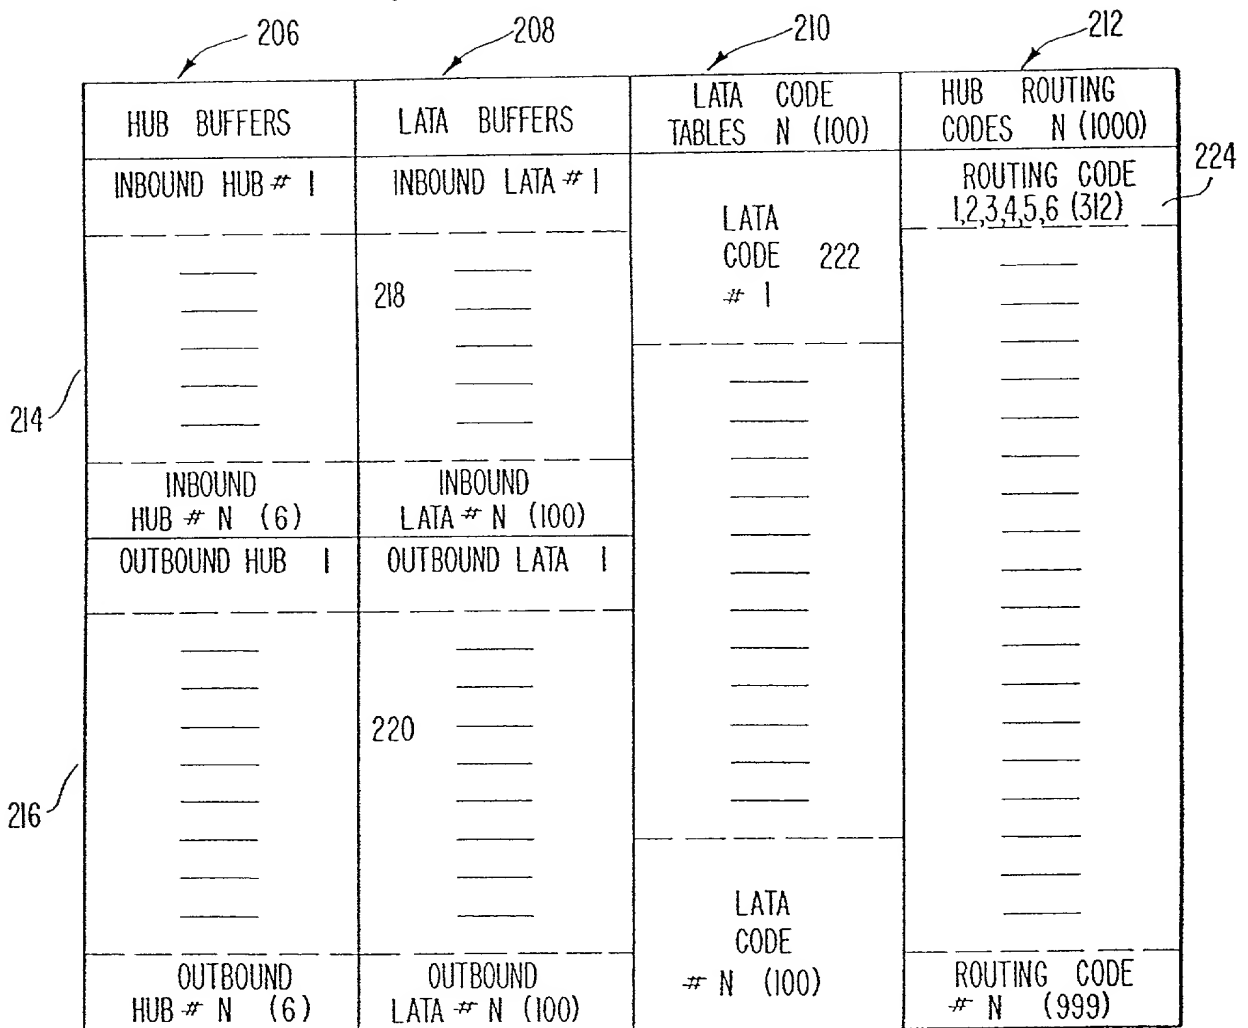 206
208
210
212
HUB BUFFERS
LATA BUFFERS
LATA CODE
TABLES N (100)
HUB ROUTING
CODES N (1000)
INBOUND HUB # 1
INBOUND LATA # 1
LATA
CODE 222
# 1
ROUTING CODE
1,2,3,4,5,6 (312)
224
218
214
INBOUND
HUB # N (6)
INBOUND
LATA # N (100)
OUTBOUND HUB 1
OUTBOUND LATA 1
220
216
OUTBOUND
HUB # N (6)
OUTBOUND
LATA # N (100)
LATA
CODE
# N (100)
ROUTING CODE
# N (999)